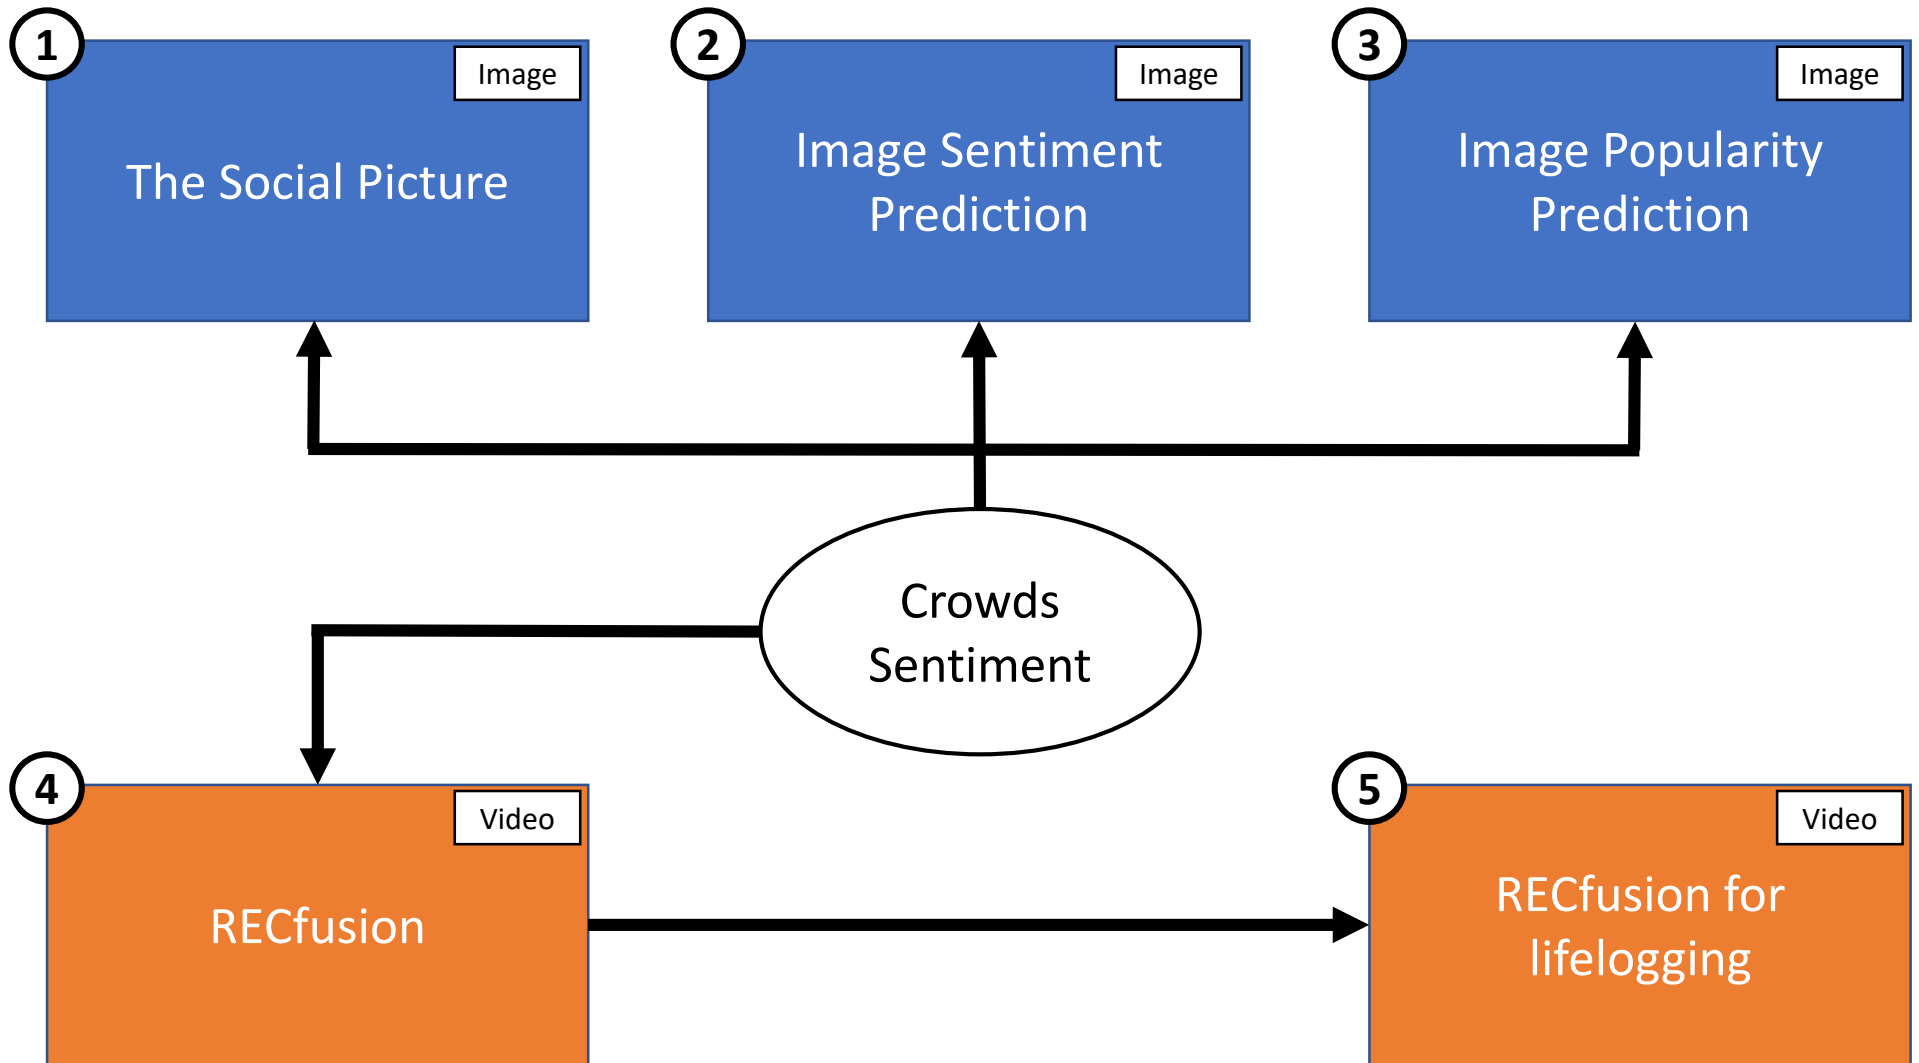 1
Image
The Social Picture
2
Image
Image Sentiment
Prediction
3
Image
Image Popularity
Prediction
Crowds
Sentiment
4
Video
RECfusion
5
Video
RECfusion for
lifelogging